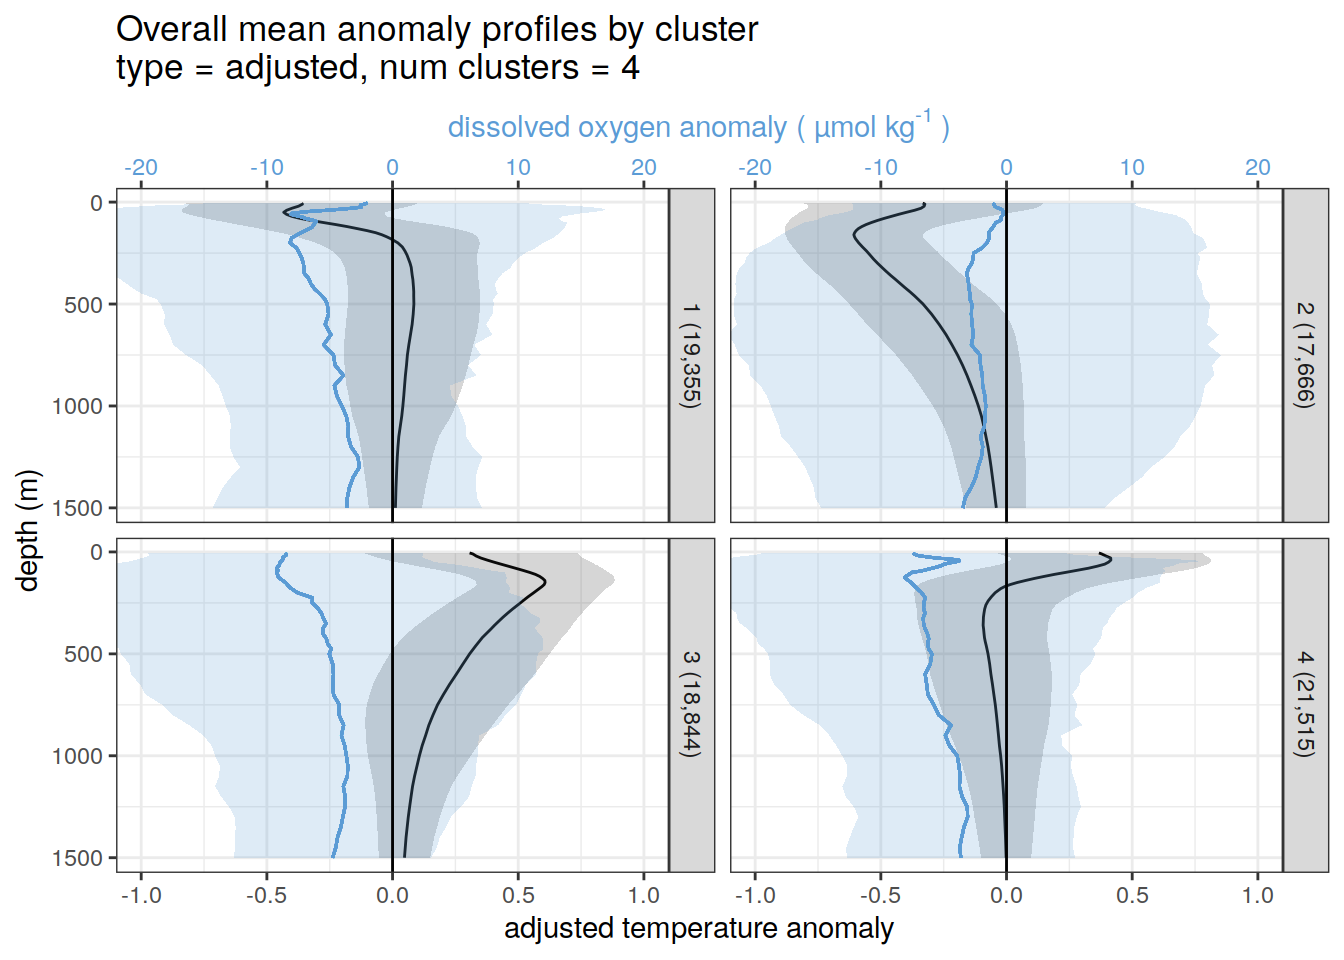 Overall mean anomaly profiles by cluster
type = adjusted, num clusters = 4
dissolved oxygen anomaly ( µmol kg⁻¹ )
-20 -10 0 10 20 -20 -10 0 10 20
0
500
1000
1500
1 (19,355)
2 (17,666)
depth (m)
0
500
1000
1500
3 (18,844)
4 (21,515)
-1.0 -0.5 0.0 0.5 1.0 -1.0 -0.5 0.0 0.5 1.0
adjusted temperature anomaly